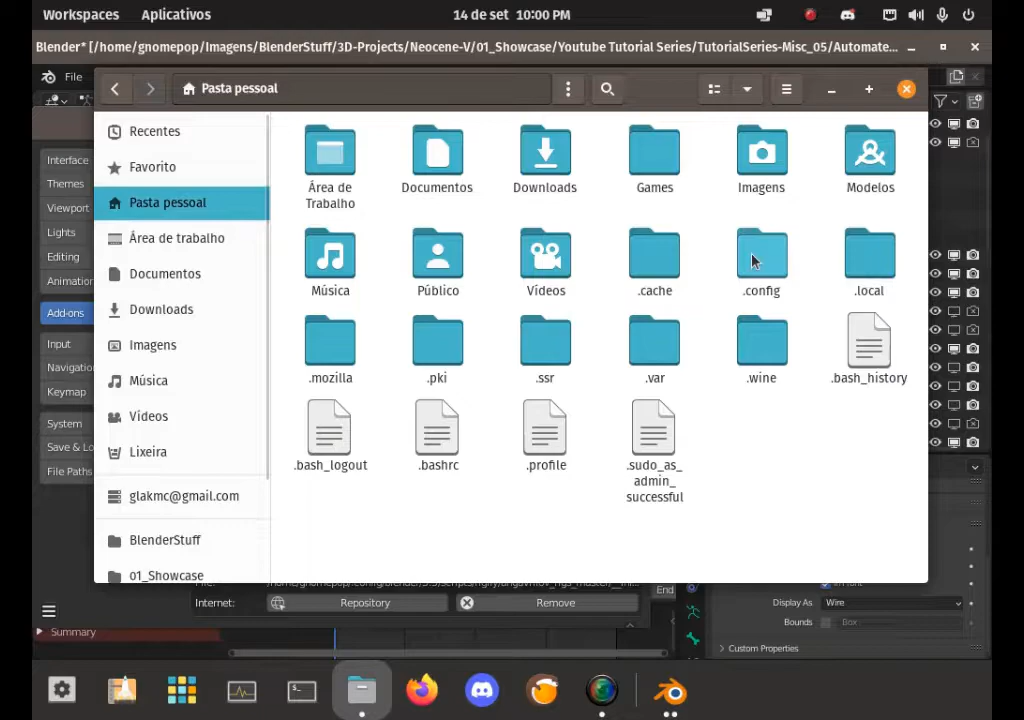 Workspaces
Aplicativos
14 de set 10:00 PM
Blender* [/home/gnomepop/Imagens/BlenderStuff/3D-Projects/Neocene-V/01_Showcase/Youtube Tutorial Series/TutorialSeries-Misc_05/Automate...
File
Pasta pessoal
Interface
Themes
Viewport
Lights
Editing
Animation
Add-ons
Input
Navigatio
Keymap
System
Save & Lo
File Paths
Recentes
Favorito
Pasta pessoal
Área de trabalho
Documentos
Downloads
Imagens
Música
Vídeos
Lixeira
glakmc@gmail.com
BlenderStuff
01_Showcase
Área de
Trabalho
Documentos
Downloads
Games
Imagens
Modelos
Música
Público
Vídeos
.cache
.config
.local
.mozilla
.pki
.ssr
.var
.wine
.bash_history
.bash_logout
.bashrc
.profile
.sudo_as_
admin_
successful
Internet:
Repository
Remove
End
Summary
Display As
Wire
Bounds
Box
Custom Properties